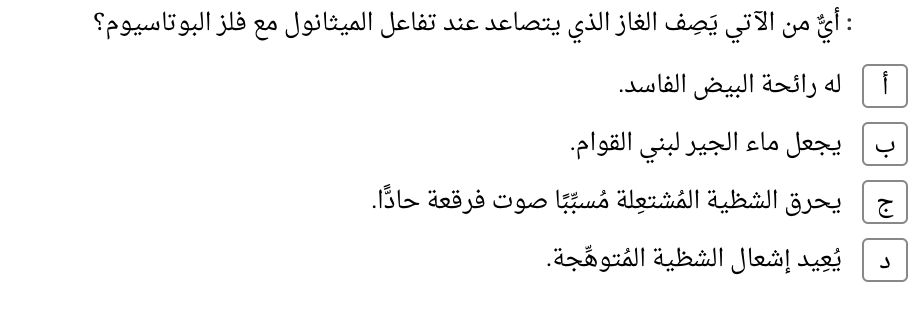 : أيٌّ من الآتي يَصِف الغاز الذي يتصاعد عند تفاعل الميثانول مع فلز البوتاسيوم؟
أ له رائحة البيض الفاسد.
ب يجعل ماء الجير لبني القوام.
ج يحرق الشظية المُشتعِلة مُسبِّبًا صوت فرقعة حادًّا.
د يُعِيد إشعال الشظية المُتوهِّجة.